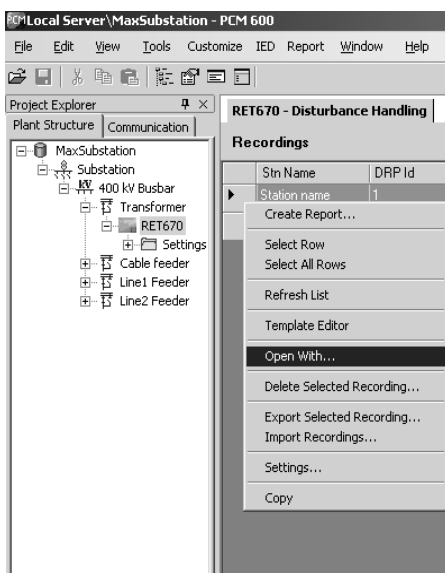 Local Server\MaxSubstation - PCM 600
File Edit View Tools Customize IED Report Window Help
Project Explorer
Plant Structure Communication
MaxSubstation
Substation
400 kV Busbar
Transformer
RET670
Settings
Cable feeder
Line1 Feeder
Line2 Feeder
RET670 - Disturbance Handling
Recordings
Stn Name DRP Id
Station name 1
Create Report...
Select Row
Select All Rows
Refresh List
Template Editor
Open With...
Delete Selected Recording...
Export Selected Recording...
Import Recordings...
Settings...
Copy